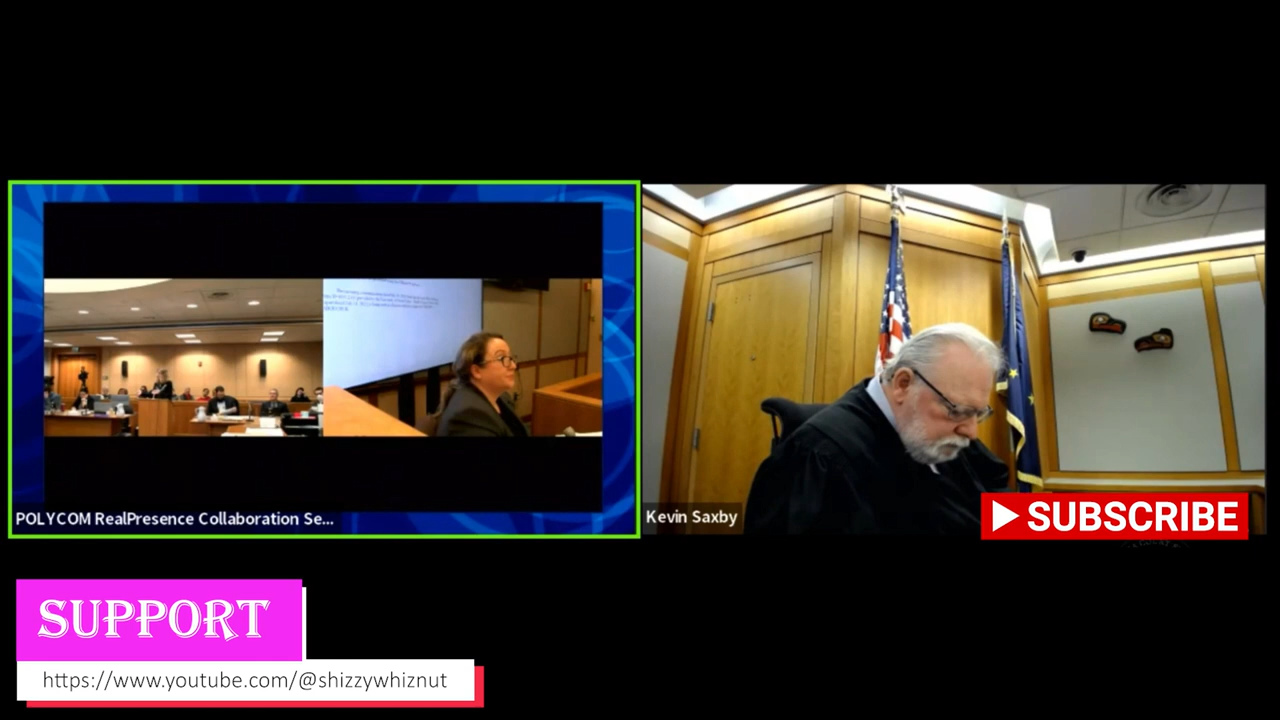 POLYCOM RealPresence Collaboration Se...
Kevin Saxby
SUBSCRIBE
SUPPORT
https://www.youtube.com/@shizzywhiznut